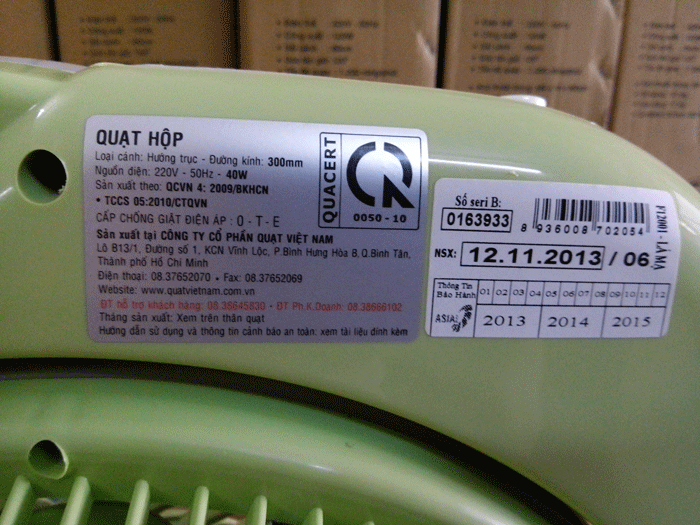 QUẠT HỘP
Loại cánh: Hướng trục - Đường kính: 300mm
Nguồn điện: 220V - 50Hz - 40W
Sản xuất theo: QCVN 4: 2009/BKHCN
• TCCS 05:2010/CTQVN
CẤP CHỐNG GIẬT ĐIỆN ÁP : 0 - T - E
Sản xuất tại CÔNG TY CỔ PHẦN QUẠT VIỆT NAM
Lô B13/1, Đường số 1, KCN Vĩnh Lộc, P.Bình Hưng Hòa B, Q.Bình Tân,
Thành phố Hồ Chí Minh
Điện thoại: 08.37652070 • Fax: 08.37652069
Website: www.quatvietnam.com.vn
ĐT hỗ trợ khách hàng: 08.38645830 - ĐT Ph.K.Doanh: 08.38666102
Tháng sản xuất: Xem trên thân quạt
Hướng dẫn sử dụng và thông tin cảnh báo an toàn: xem tài liệu đính kèm
QUACERT
0050 - 10
Số seri B:
0163933
8 936008 702054
NSX: 12.11.2013 / 06
Thông Tin
Bảo Hành
01 02 03 04 05 06 07 08 09 10 11 12
ASIA
2013 2014 2015
F12001 - LÁ MẠ